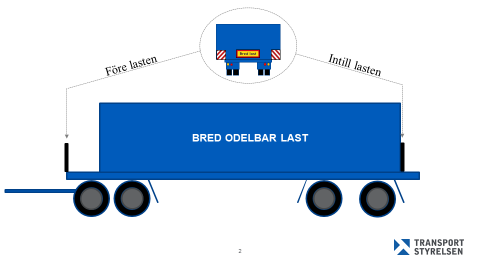 Bred last
Före lasten
Intill lasten
BRED ODELBAR LAST
2
TRANSPORT
STYRELSEN